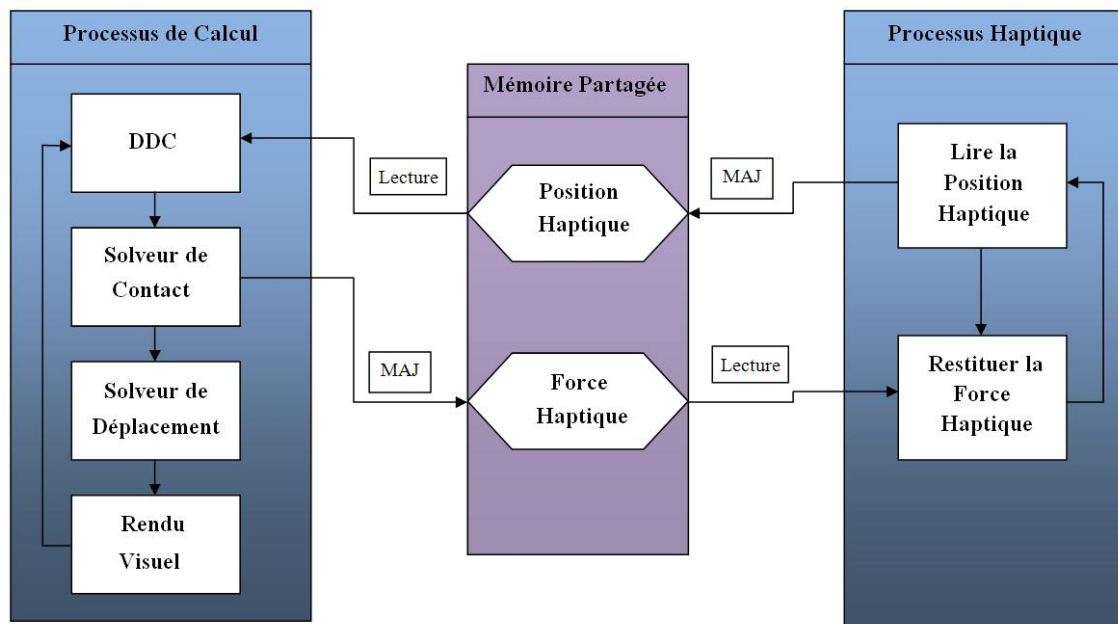 Processus de Calcul
DDC
Solveur de
Contact
Solveur de
Déplacement
Rendu
Visuel
Lecture
MAJ
Mémoire Partagée
Position
Haptique
Force
Haptique
MAJ
Lecture
Processus Haptique
Lire la
Position
Haptique
Restituer la
Force
Haptique